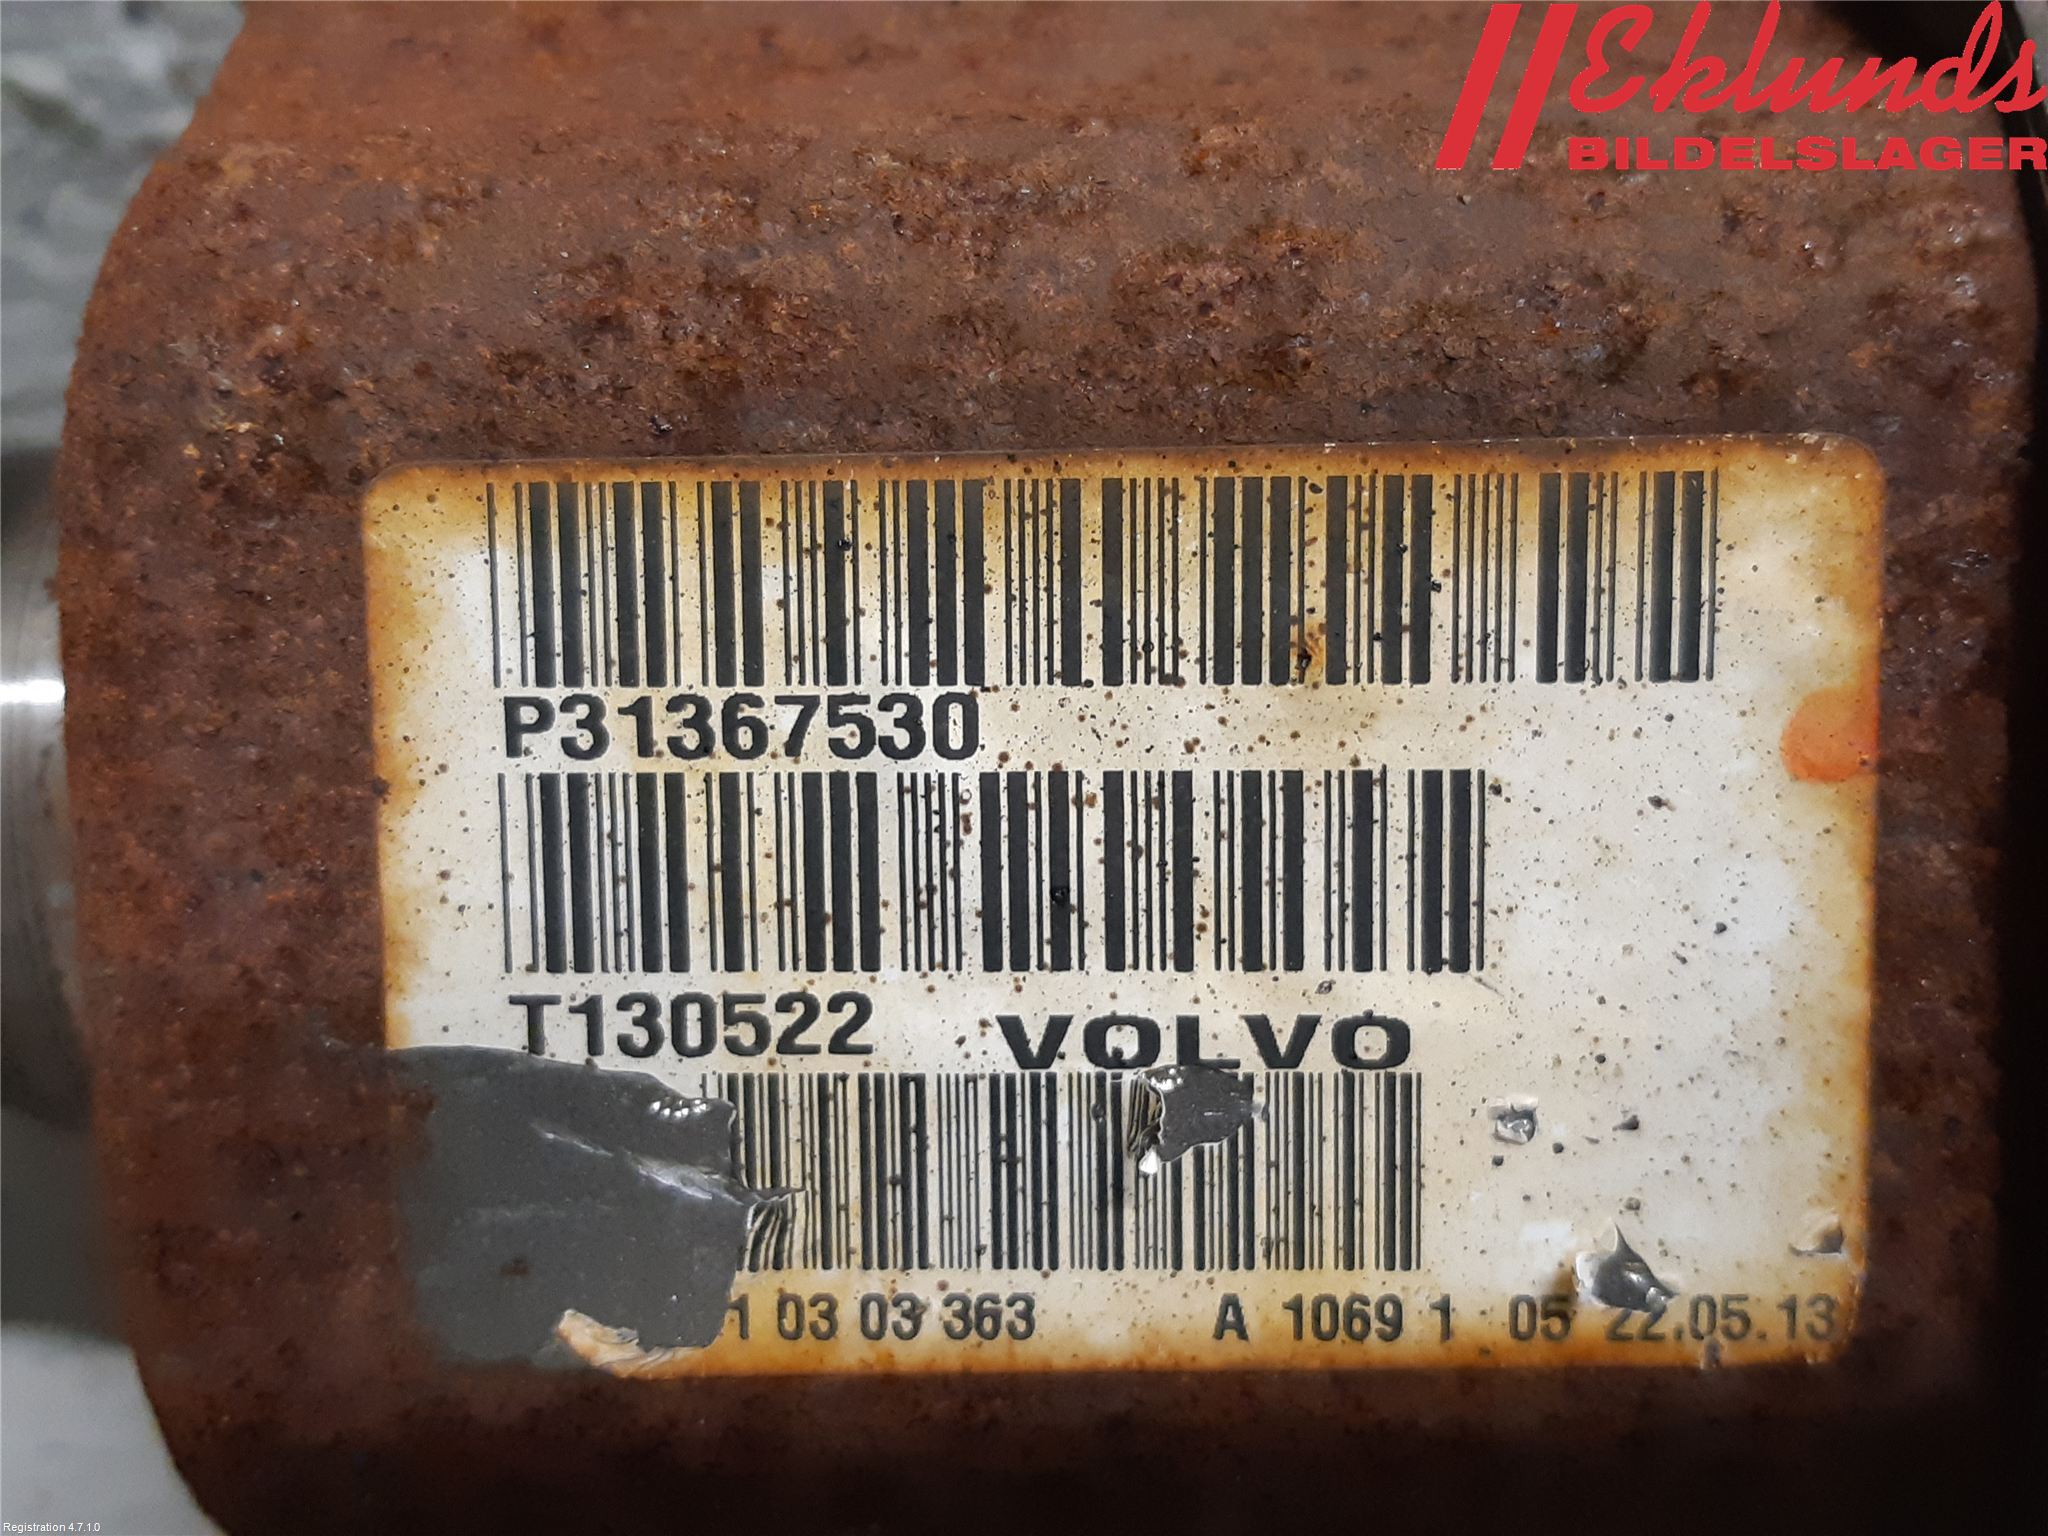 Eklunds
BILDELSLAGER
P31367530
T130522 VOLVO
1 03 03 363 A 1069 1 05 22.05.13
Registration 4.7.1.0